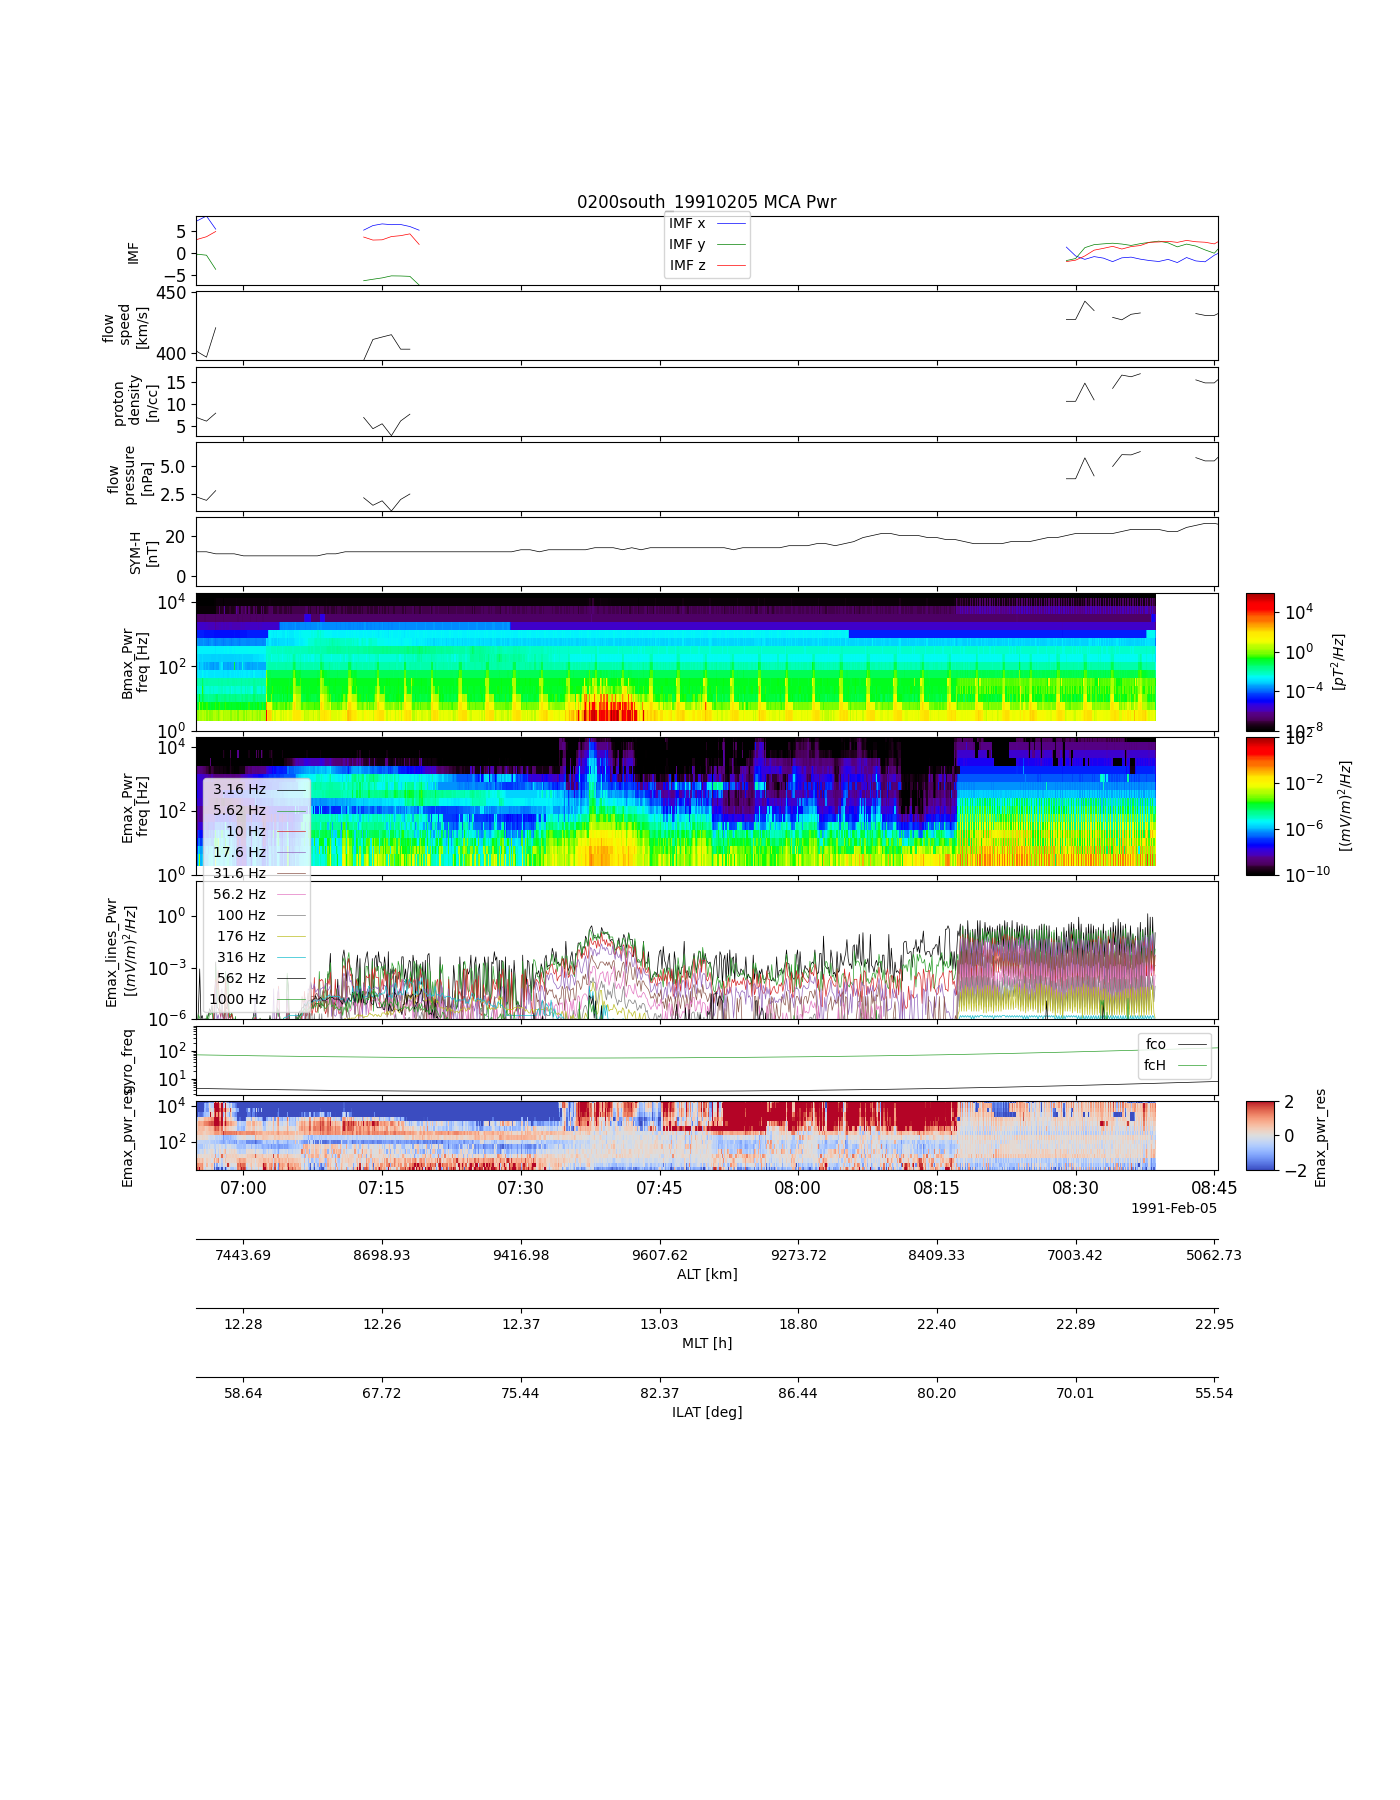 0200south_19910205 MCA Pwr
IMF x
IMF y
IMF z
IMF
5
0
−5
flow
speed
[km/s]
450
400
proton
density
[n/cc]
15
10
5
flow
pressure
[nPa]
5.0
2.5
SYM-H
[nT]
20
0
Bmax_Pwr
freq [Hz]
10^4
10^2
10^0
10^4
10^0
10^−4
10^−8
[pT^2/Hz]
Emax_Pwr
freq [Hz]
10^4
10^2
10^0
10^2
10^−2
10^−6
10^−10
[(mV/m)^2/Hz]
3.16 Hz
5.62 Hz
10 Hz
17.6 Hz
31.6 Hz
56.2 Hz
100 Hz
176 Hz
316 Hz
562 Hz
1000 Hz
Emax_lines_Pwr
[(mV/m)^2/Hz]
10^0
10^−3
10^−6
gyro_freq
10^2
10^1
fco
fcH
Emax_pwr_res
10^4
10^2
2
0
−2
Emax_pwr_res
07:00 07:15 07:30 07:45 08:00 08:15 08:30 08:45
1991-Feb-05
7443.69 8698.93 9416.98 9607.62 9273.72 8409.33 7003.42 5062.73
ALT [km]
12.28 12.26 12.37 13.03 18.80 22.40 22.89 22.95
MLT [h]
58.64 67.72 75.44 82.37 86.44 80.20 70.01 55.54
ILAT [deg]